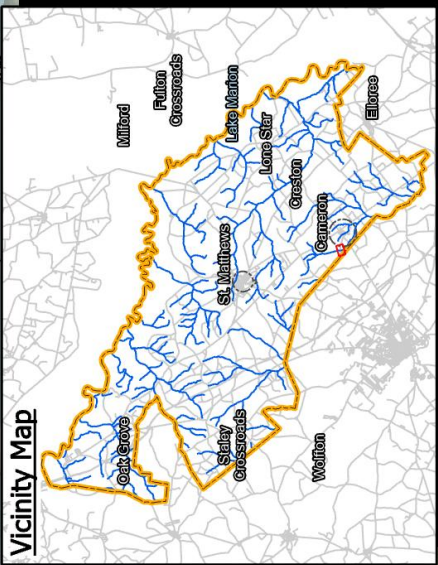 Vicinity Map
Oak Grove
Staley
Crossroads
Wolfton
St. Matthews
Milford
Fulton
Crossroads
Lake Marion
Lone Star
Creston
Cameron
Elloree